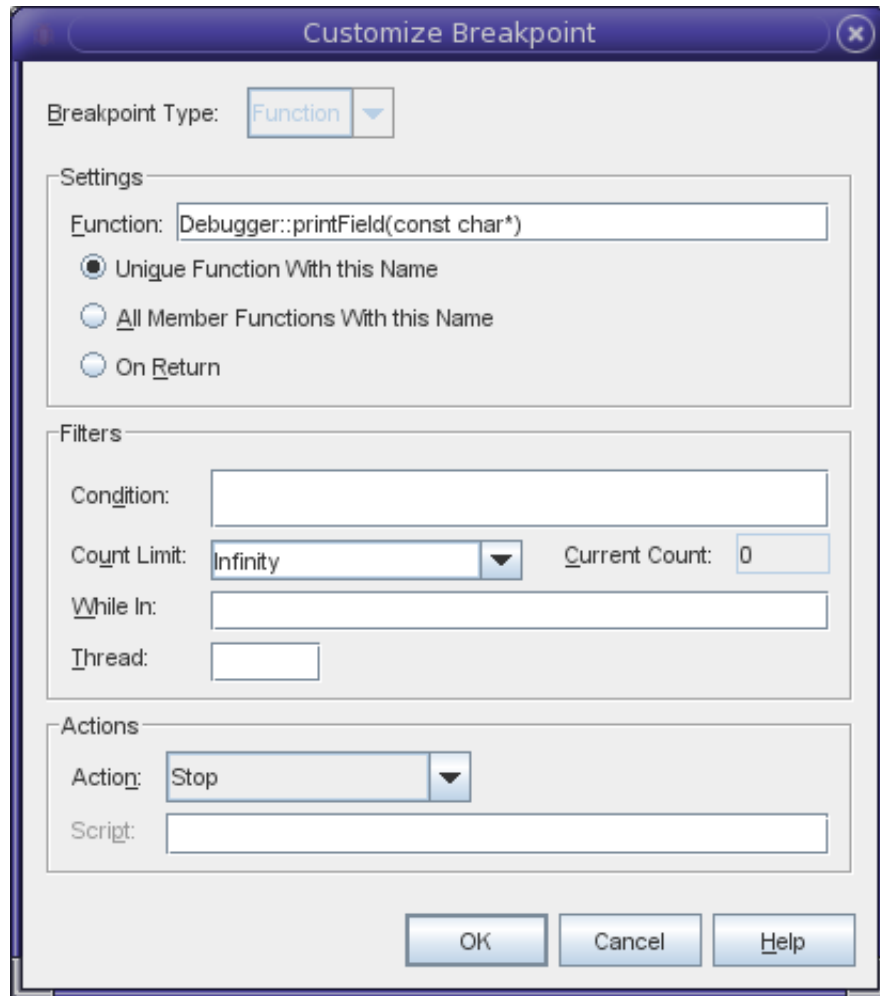 Customize Breakpoint
Breakpoint Type: Function
Settings
Function: Debugger::printField(const char*)
Unique Function With this Name
All Member Functions With this Name
On Return
Filters
Condition:
Count Limit: Infinity Current Count: 0
While In:
Thread:
Actions
Action: Stop
Script:
OK Cancel Help